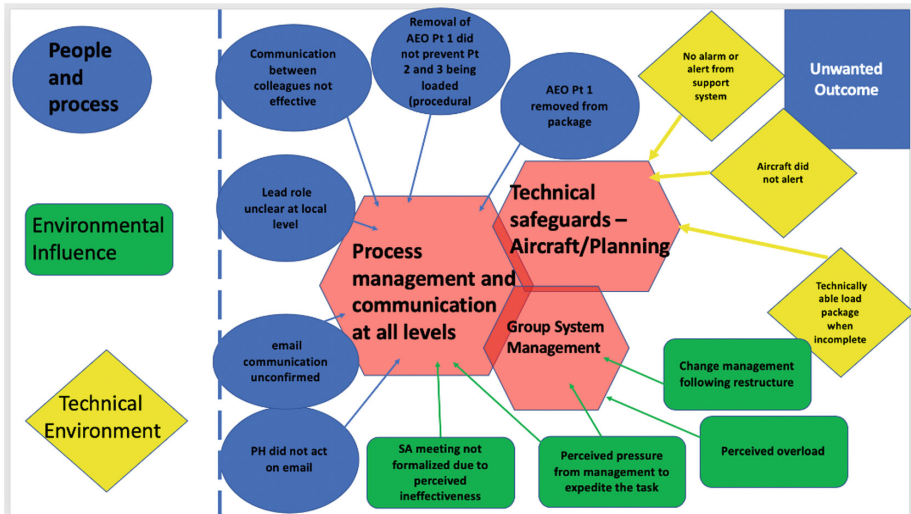 People
and
process
Environmental
Influence
Technical
Environment
Communication
between
colleagues not
effective
Removal of
AEO Pt 1 did
not prevent Pt
2 and 3 being
loaded
(procedural
AEO Pt 1
removed from
package
No alarm or
alert from
support
system
Unwanted
Outcome
Aircraft did
not alert
Lead role
unclear at local
level
Technical
safeguards –
Aircraft/Planning
Process
management and
communication
at all levels
Technically
able load
package
when
incomplete
Group System
Management
email
communication
unconfirmed
Change management
following restructure
PH did not act
on email
SA meeting not
formalized due to
perceived
ineffectiveness
Perceived pressure
from management to
expedite the task
Perceived overload